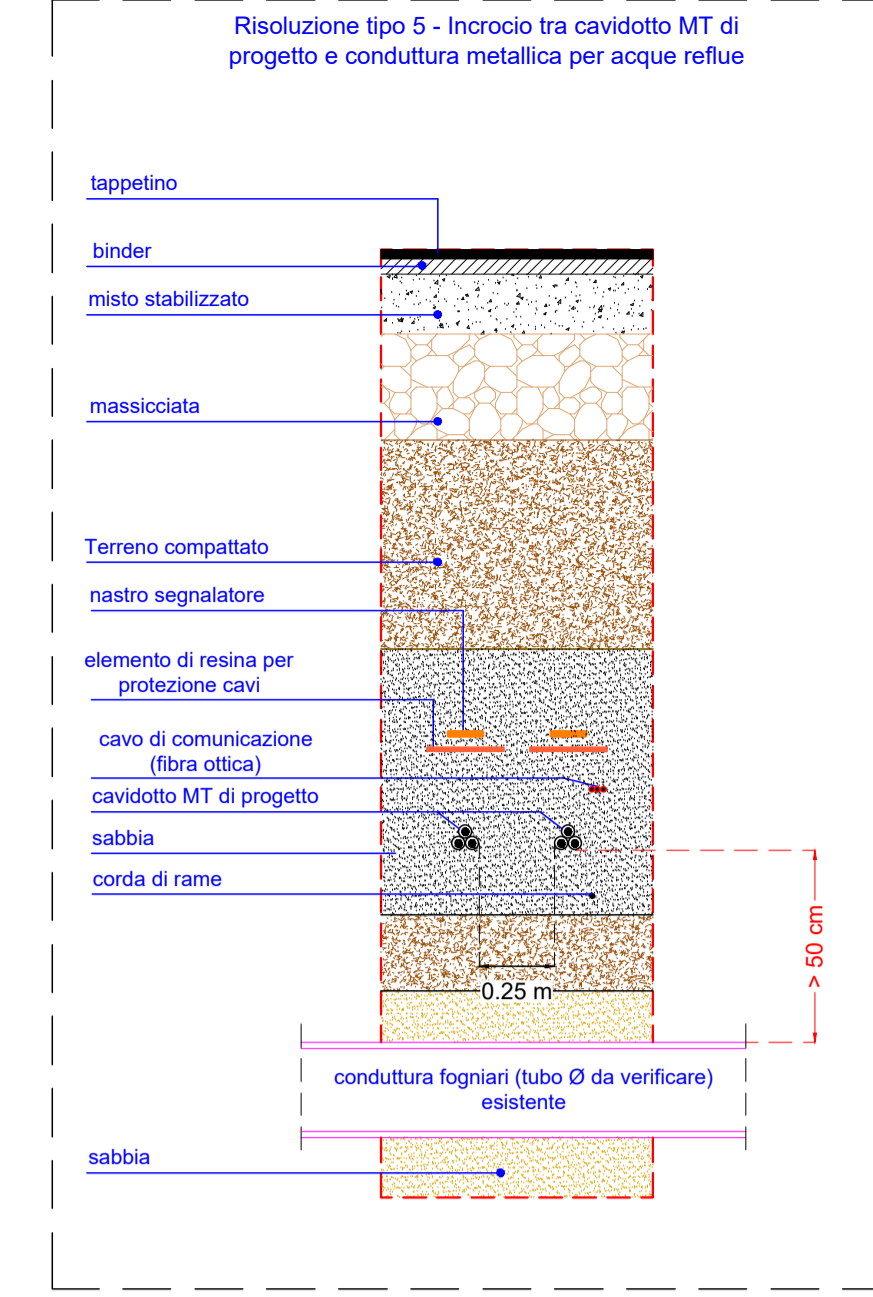 Risoluzione tipo 5 - Incrocio tra cavidotto MT di
progetto e conduttura metallica per acque reflue
tappetino
binder
misto stabilizzato
massicciata
Terreno compattato
nastro segnalatore
elemento di resina per
protezione cavi
cavo di comunicazione
(fibra ottica)
cavidotto MT di progetto
sabbia
corda di rame
> 50 cm
0.25 m
conduttura fogniari (tubo Ø da verificare)
esistente
sabbia